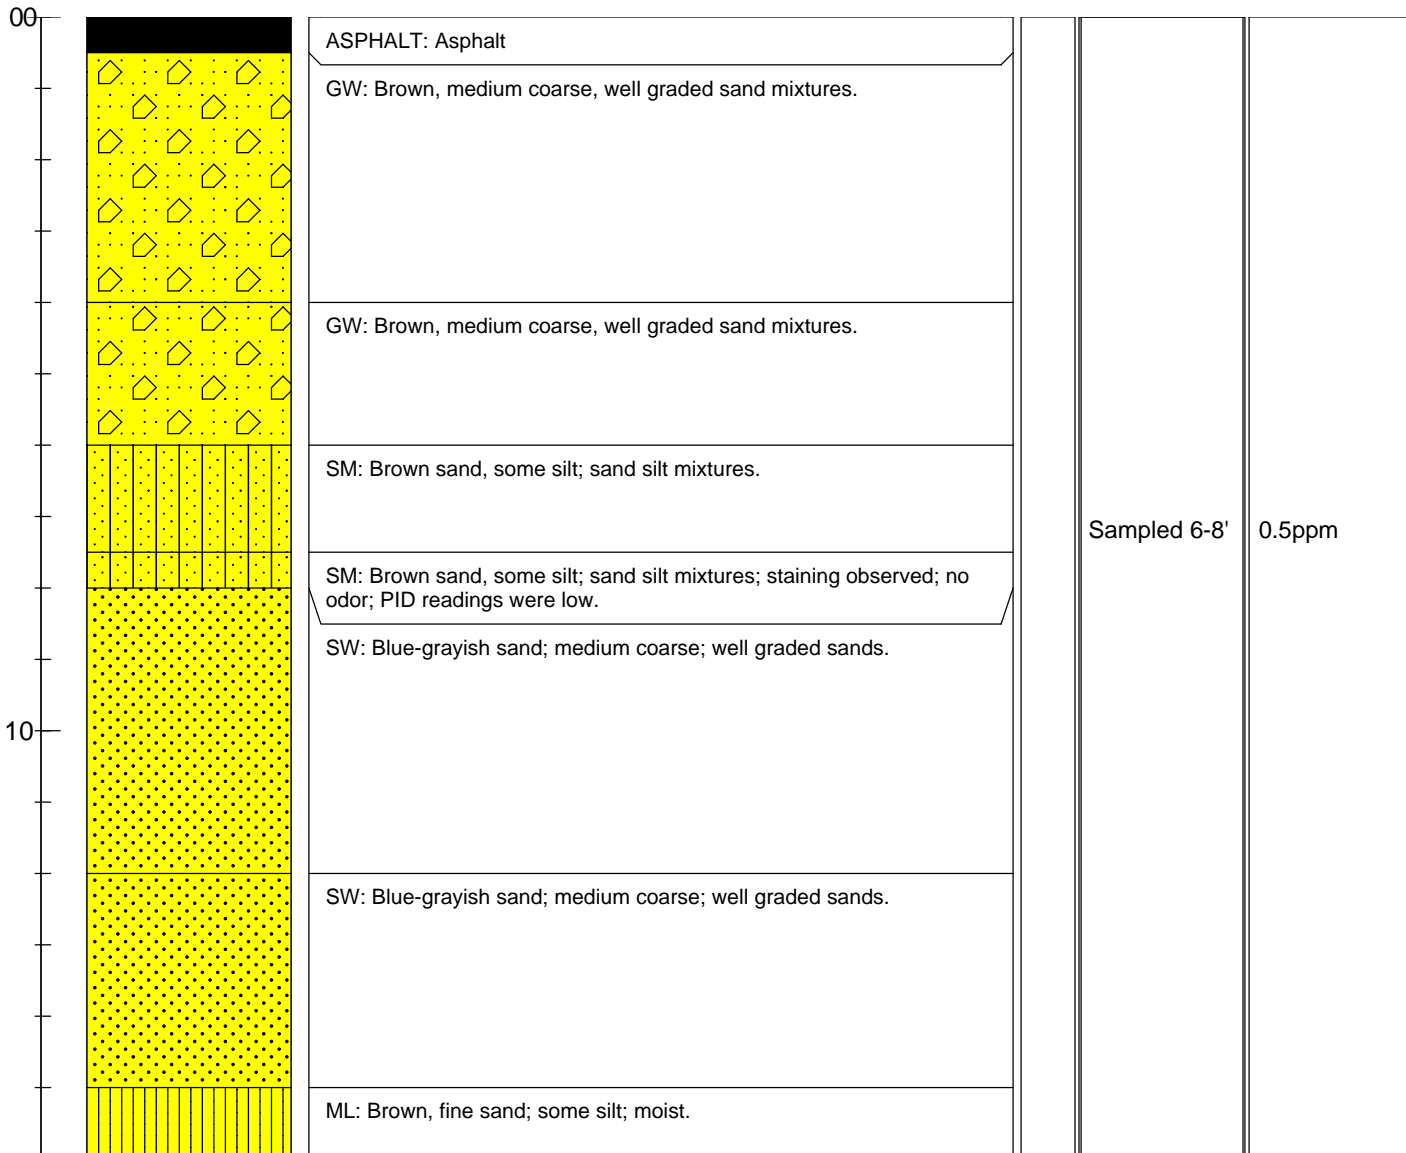 00
ASPHALT: Asphalt
GW: Brown, medium coarse, well graded sand mixtures.
GW: Brown, medium coarse, well graded sand mixtures.
SM: Brown sand, some silt; sand silt mixtures.
Sampled 6-8' 0.5ppm
SM: Brown sand, some silt; sand silt mixtures; staining observed; no
odor; PID readings were low.
SW: Blue-grayish sand; medium coarse; well graded sands.
10
SW: Blue-grayish sand; medium coarse; well graded sands.
ML: Brown, fine sand; some silt; moist.